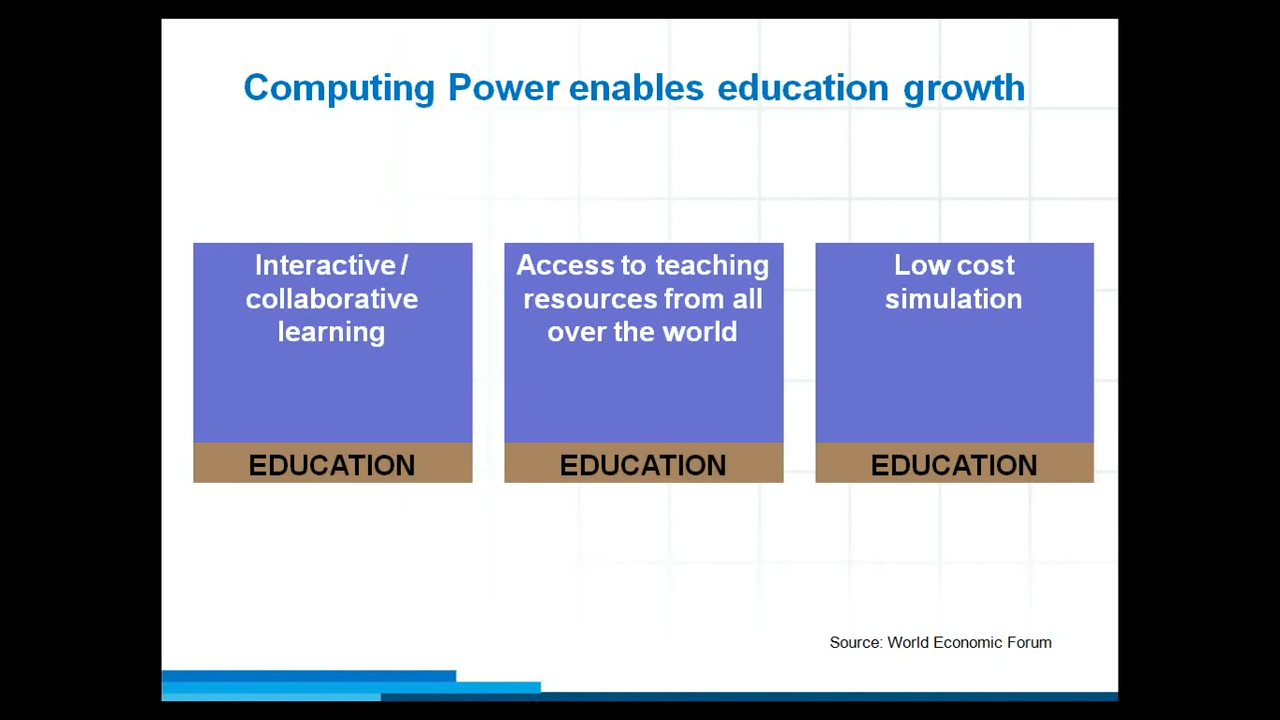 Computing Power enables education growth
Interactive /
collaborative
learning
EDUCATION
Access to teaching
resources from all
over the world
EDUCATION
Low cost
simulation
EDUCATION
Source: World Economic Forum